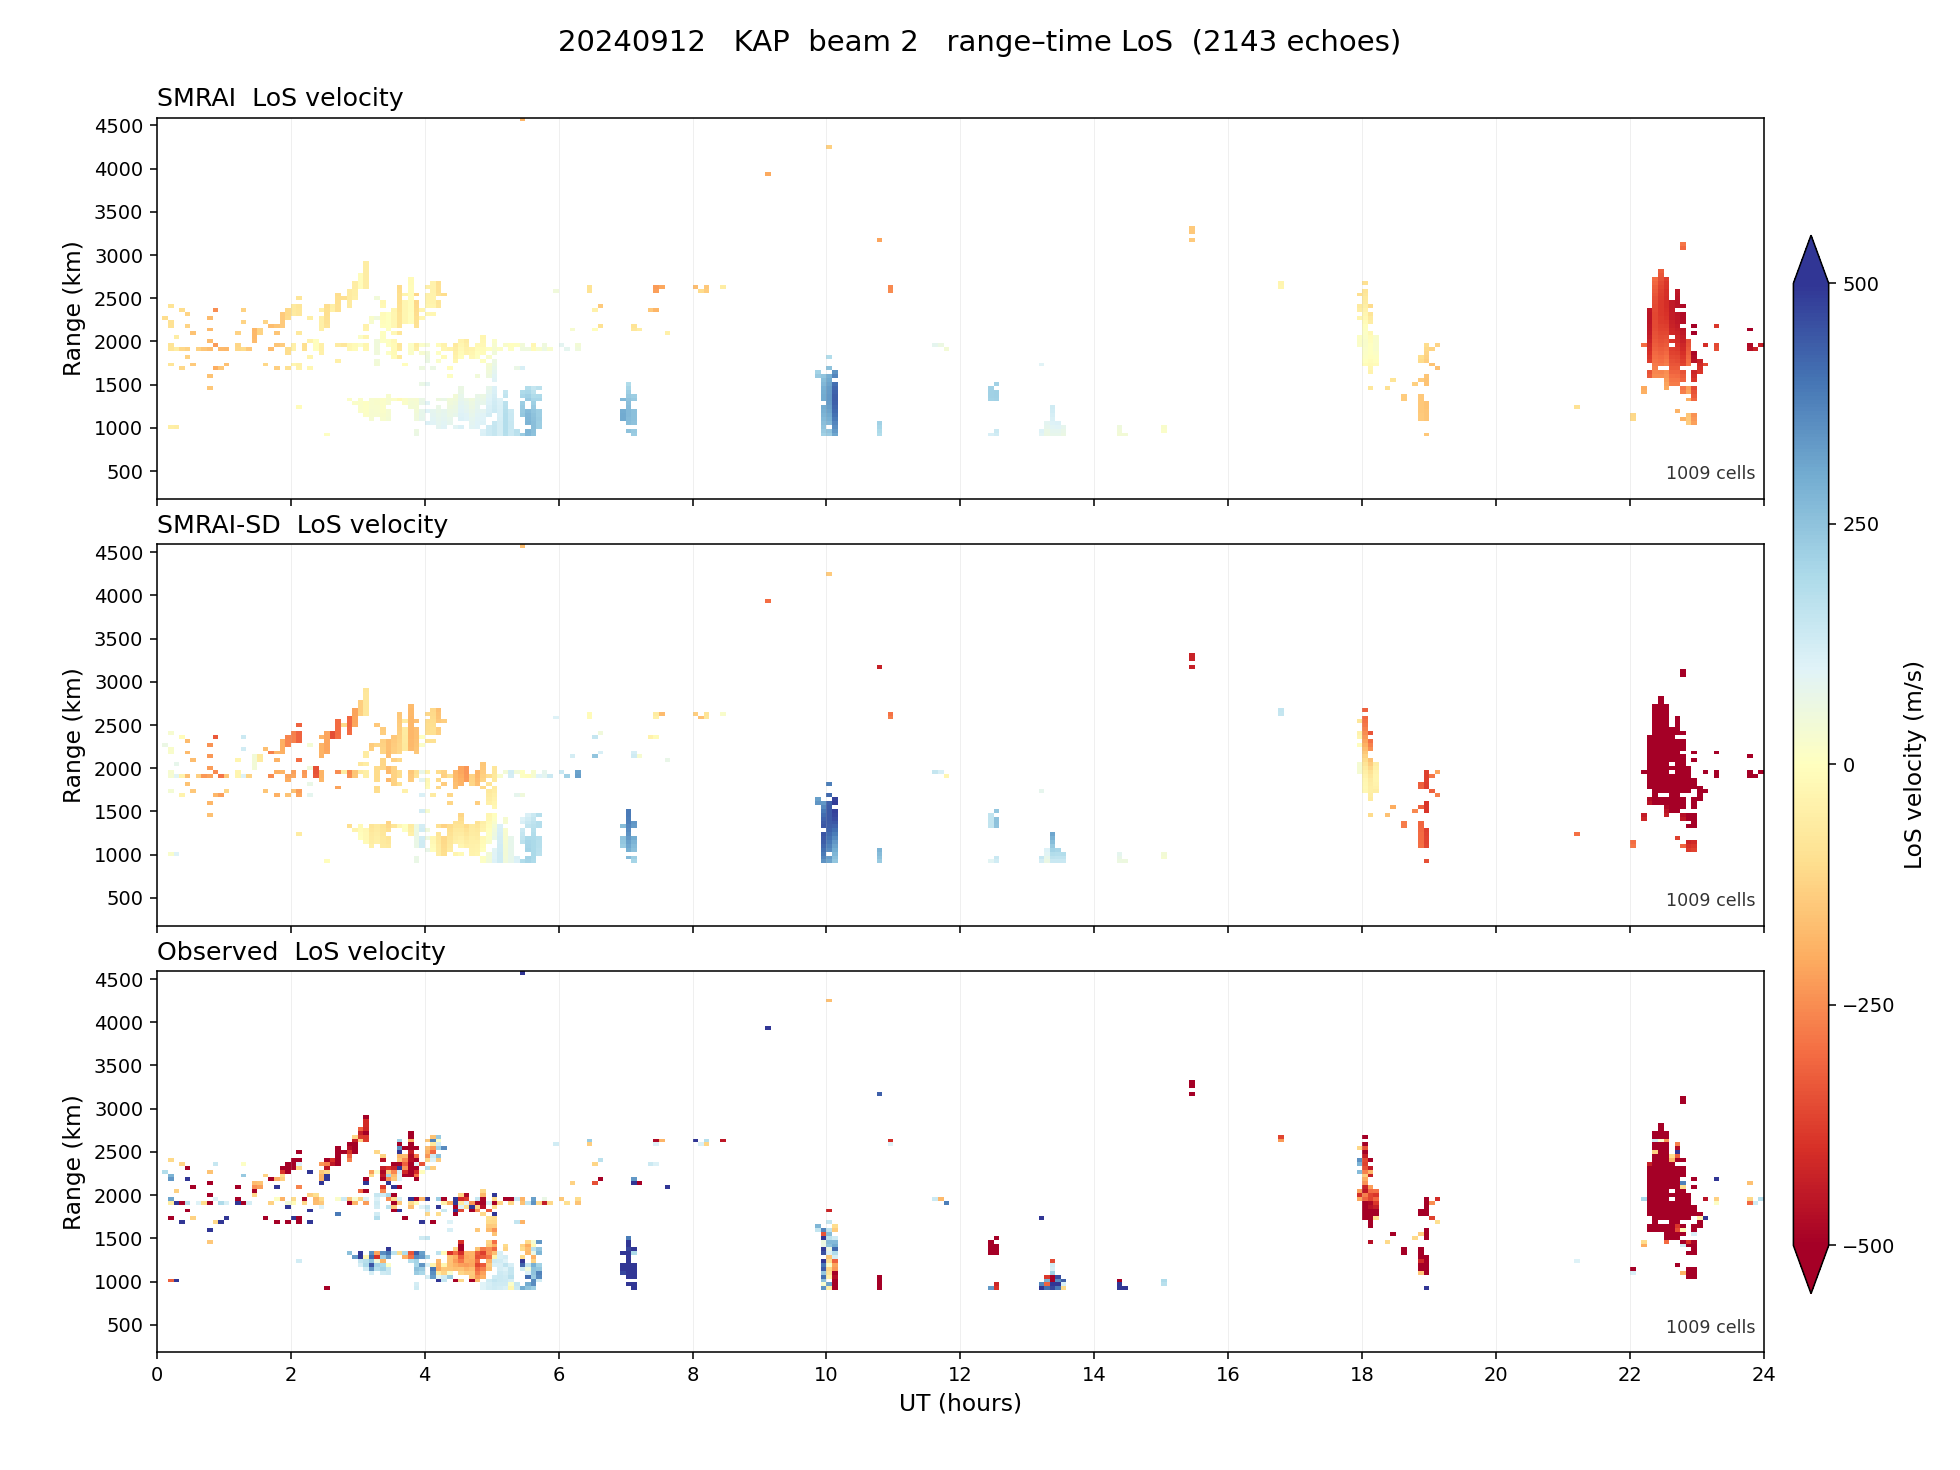 20240912   KAP  beam 2   range–time LoS  (2143 echoes)
SMRAI  LoS velocity
4500
4000
3500
3000
2500
2000
1500
1000
500
Range (km)
1009 cells
SMRAI-SD  LoS velocity
4500
4000
3500
3000
2500
2000
1500
1000
500
Range (km)
1009 cells
Observed  LoS velocity
4500
4000
3500
3000
2500
2000
1500
1000
500
Range (km)
1009 cells
0 2 4 6 8 10 12 14 16 18 20 22 24
UT (hours)
500
250
0
−250
−500
LoS velocity (m/s)